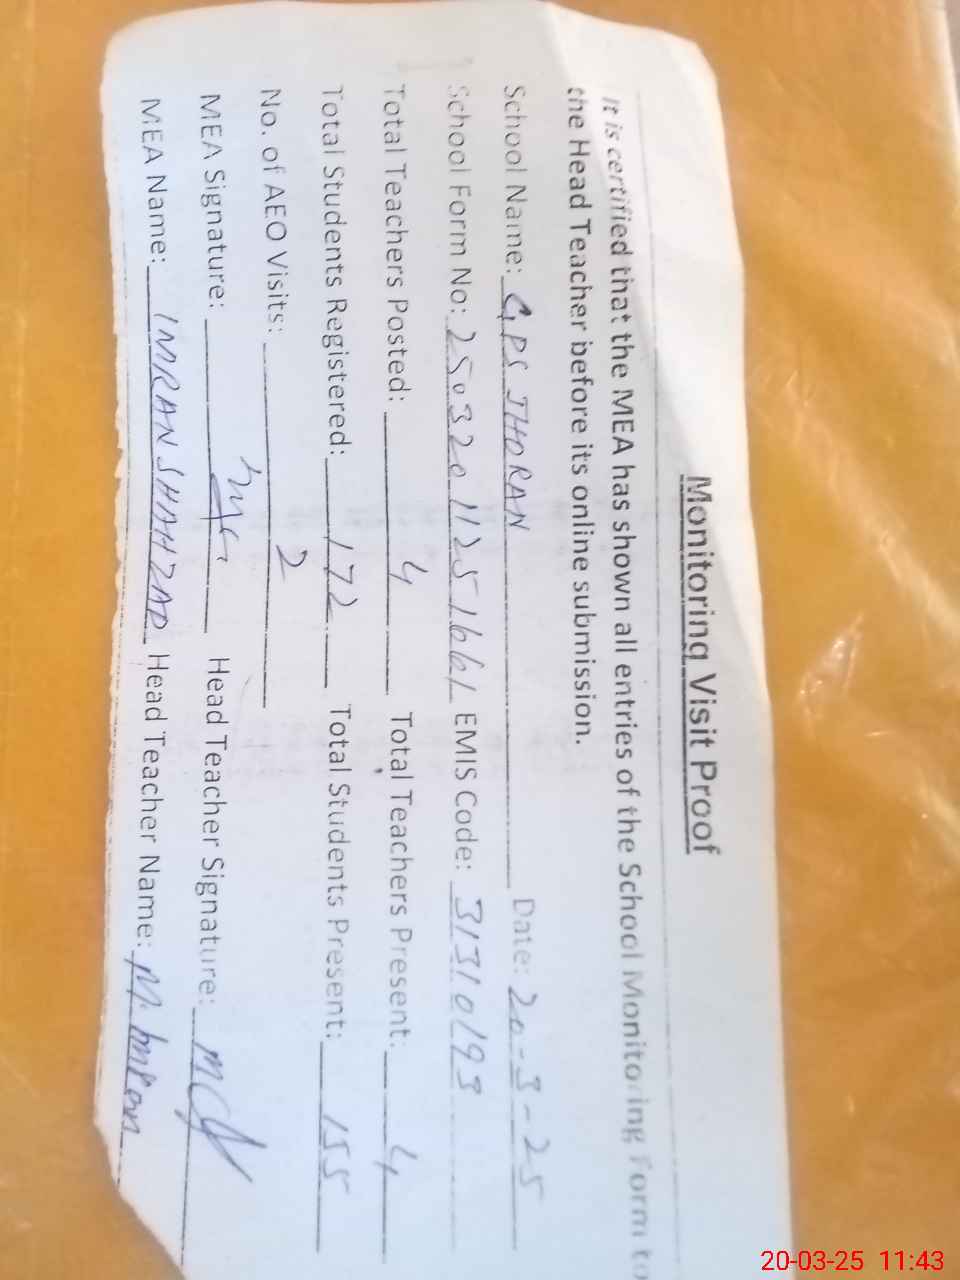 Monitoring Visit Proof
It is certified that the MEA has shown all entries of the School Monitoring Form to
the Head Teacher before its online submission.
School Name: GPS JHORAN Date: 20-3-25
School Form No: 25032011251661 EMIS Code: 31310193
Total Teachers Posted: 4 Total Teachers Present: 4
Total Students Registered: 172 Total Students Present: 155
No. of AEO Visits: 2
MEA Signature: Head Teacher Signature:
MEA Name: IMRAN SHAHZAD Head Teacher Name: M. Imran
20-03-25 11:43